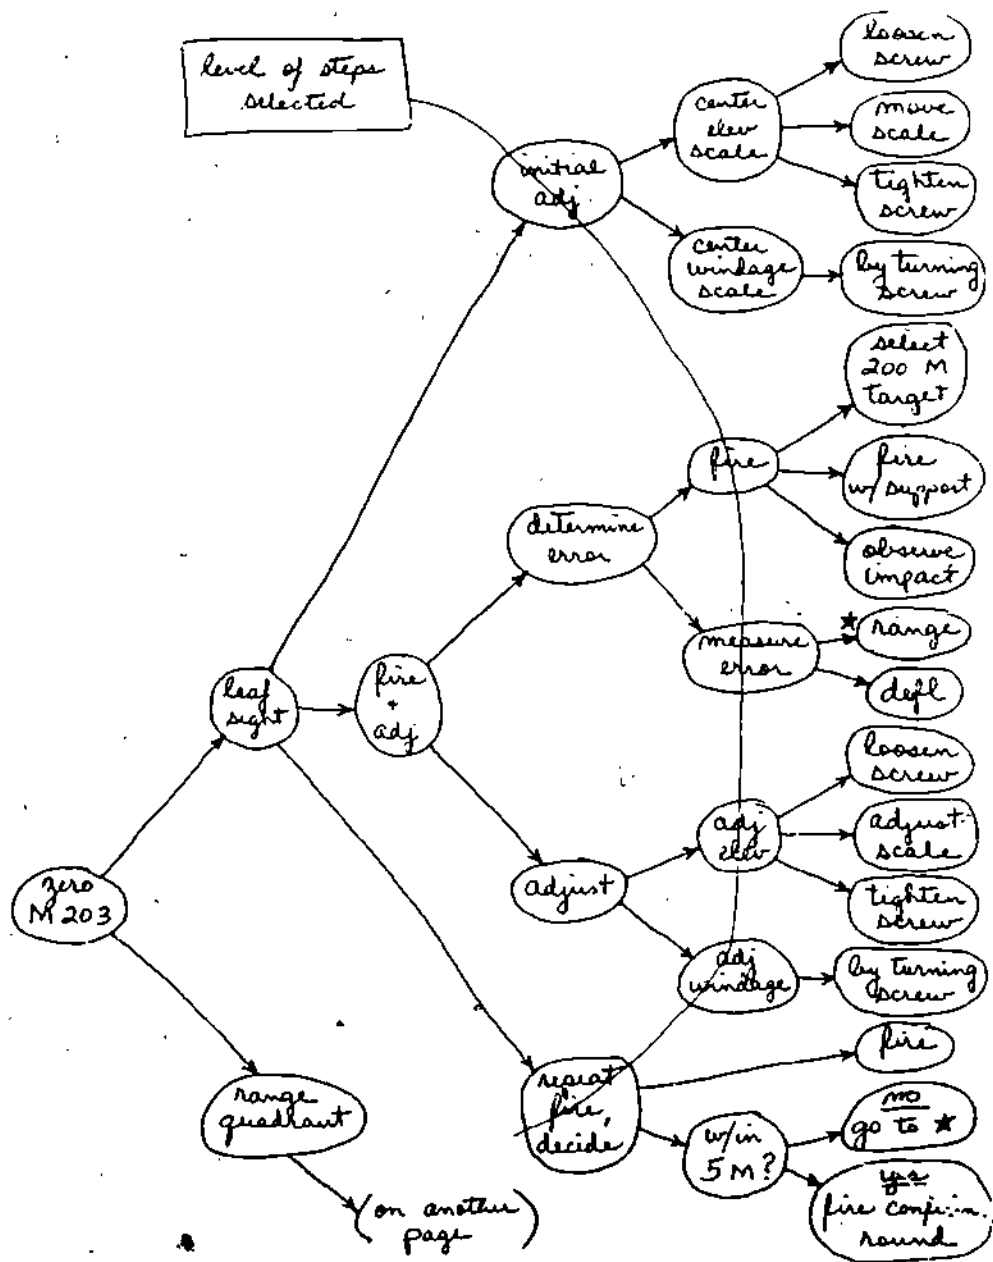 level of steps
selected
loosen
screw
center
elev
scale
move
scale
initial
adj.
tighten
screw
center
windage
scale
by turning
screw
select
200 M
target
fire
fire
w/ support
determine
error
observe
impact
★ range
measure
error
defl
leaf
sight
fire
+
adj
loosen
screw
adj
elev
adjust
scale
zero
M 203
adjust
tighten
screw
adj
windage
by turning
screw
fire
repeat
fire,
decide
range
quadrant
no
go to ★
w/in
5 M?
yes
fire
round
(on another
page)